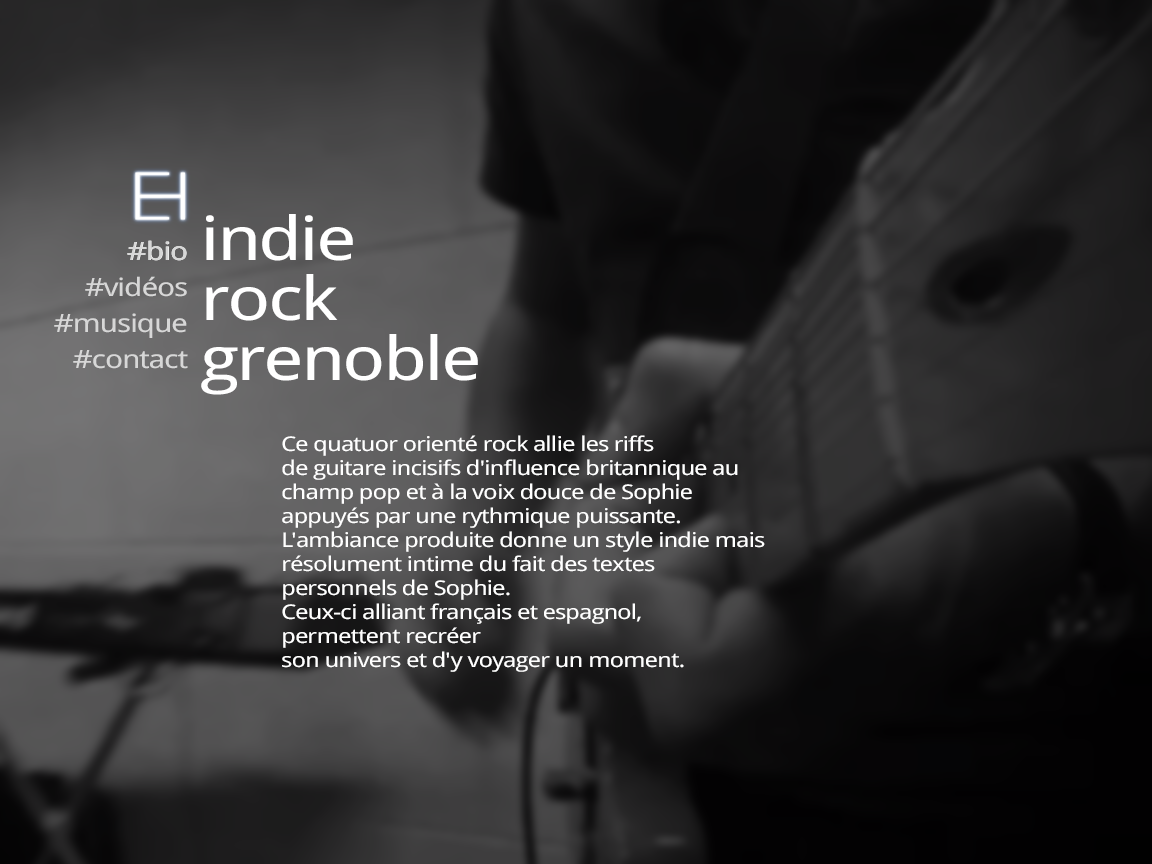 EI
#bio
#vidéos
#musique
#contact
indie
rock
grenoble
Ce quatuor orienté rock allie les riffs
de guitare incisifs d'influence britannique au
champ pop et à la voix douce de Sophie
appuyés par une rythmique puissante.
L'ambiance produite donne un style indie mais
résolument intime du fait des textes
personnels de Sophie.
Ceux-ci alliant français et espagnol,
permettent recréer
son univers et d'y voyager un moment.